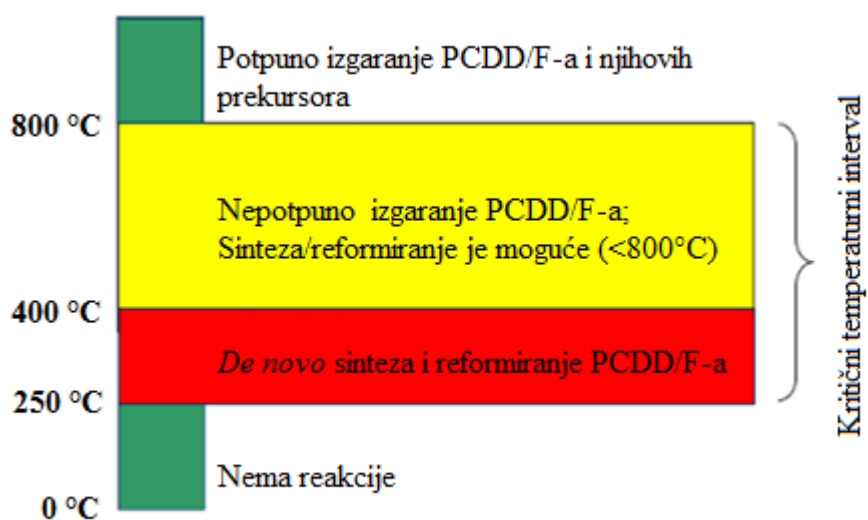 Potpuno izgaranje PCDD/F-a i njihovih
prekursora
800 °C
Nepotpuno izgaranje PCDD/F-a;
Sinteza/reformiranje je moguće (<800°C)
400 °C
De novo sinteza i reformiranje PCDD/F-a
250 °C
Nema reakcije
0 °C
Kritični temperaturni interval